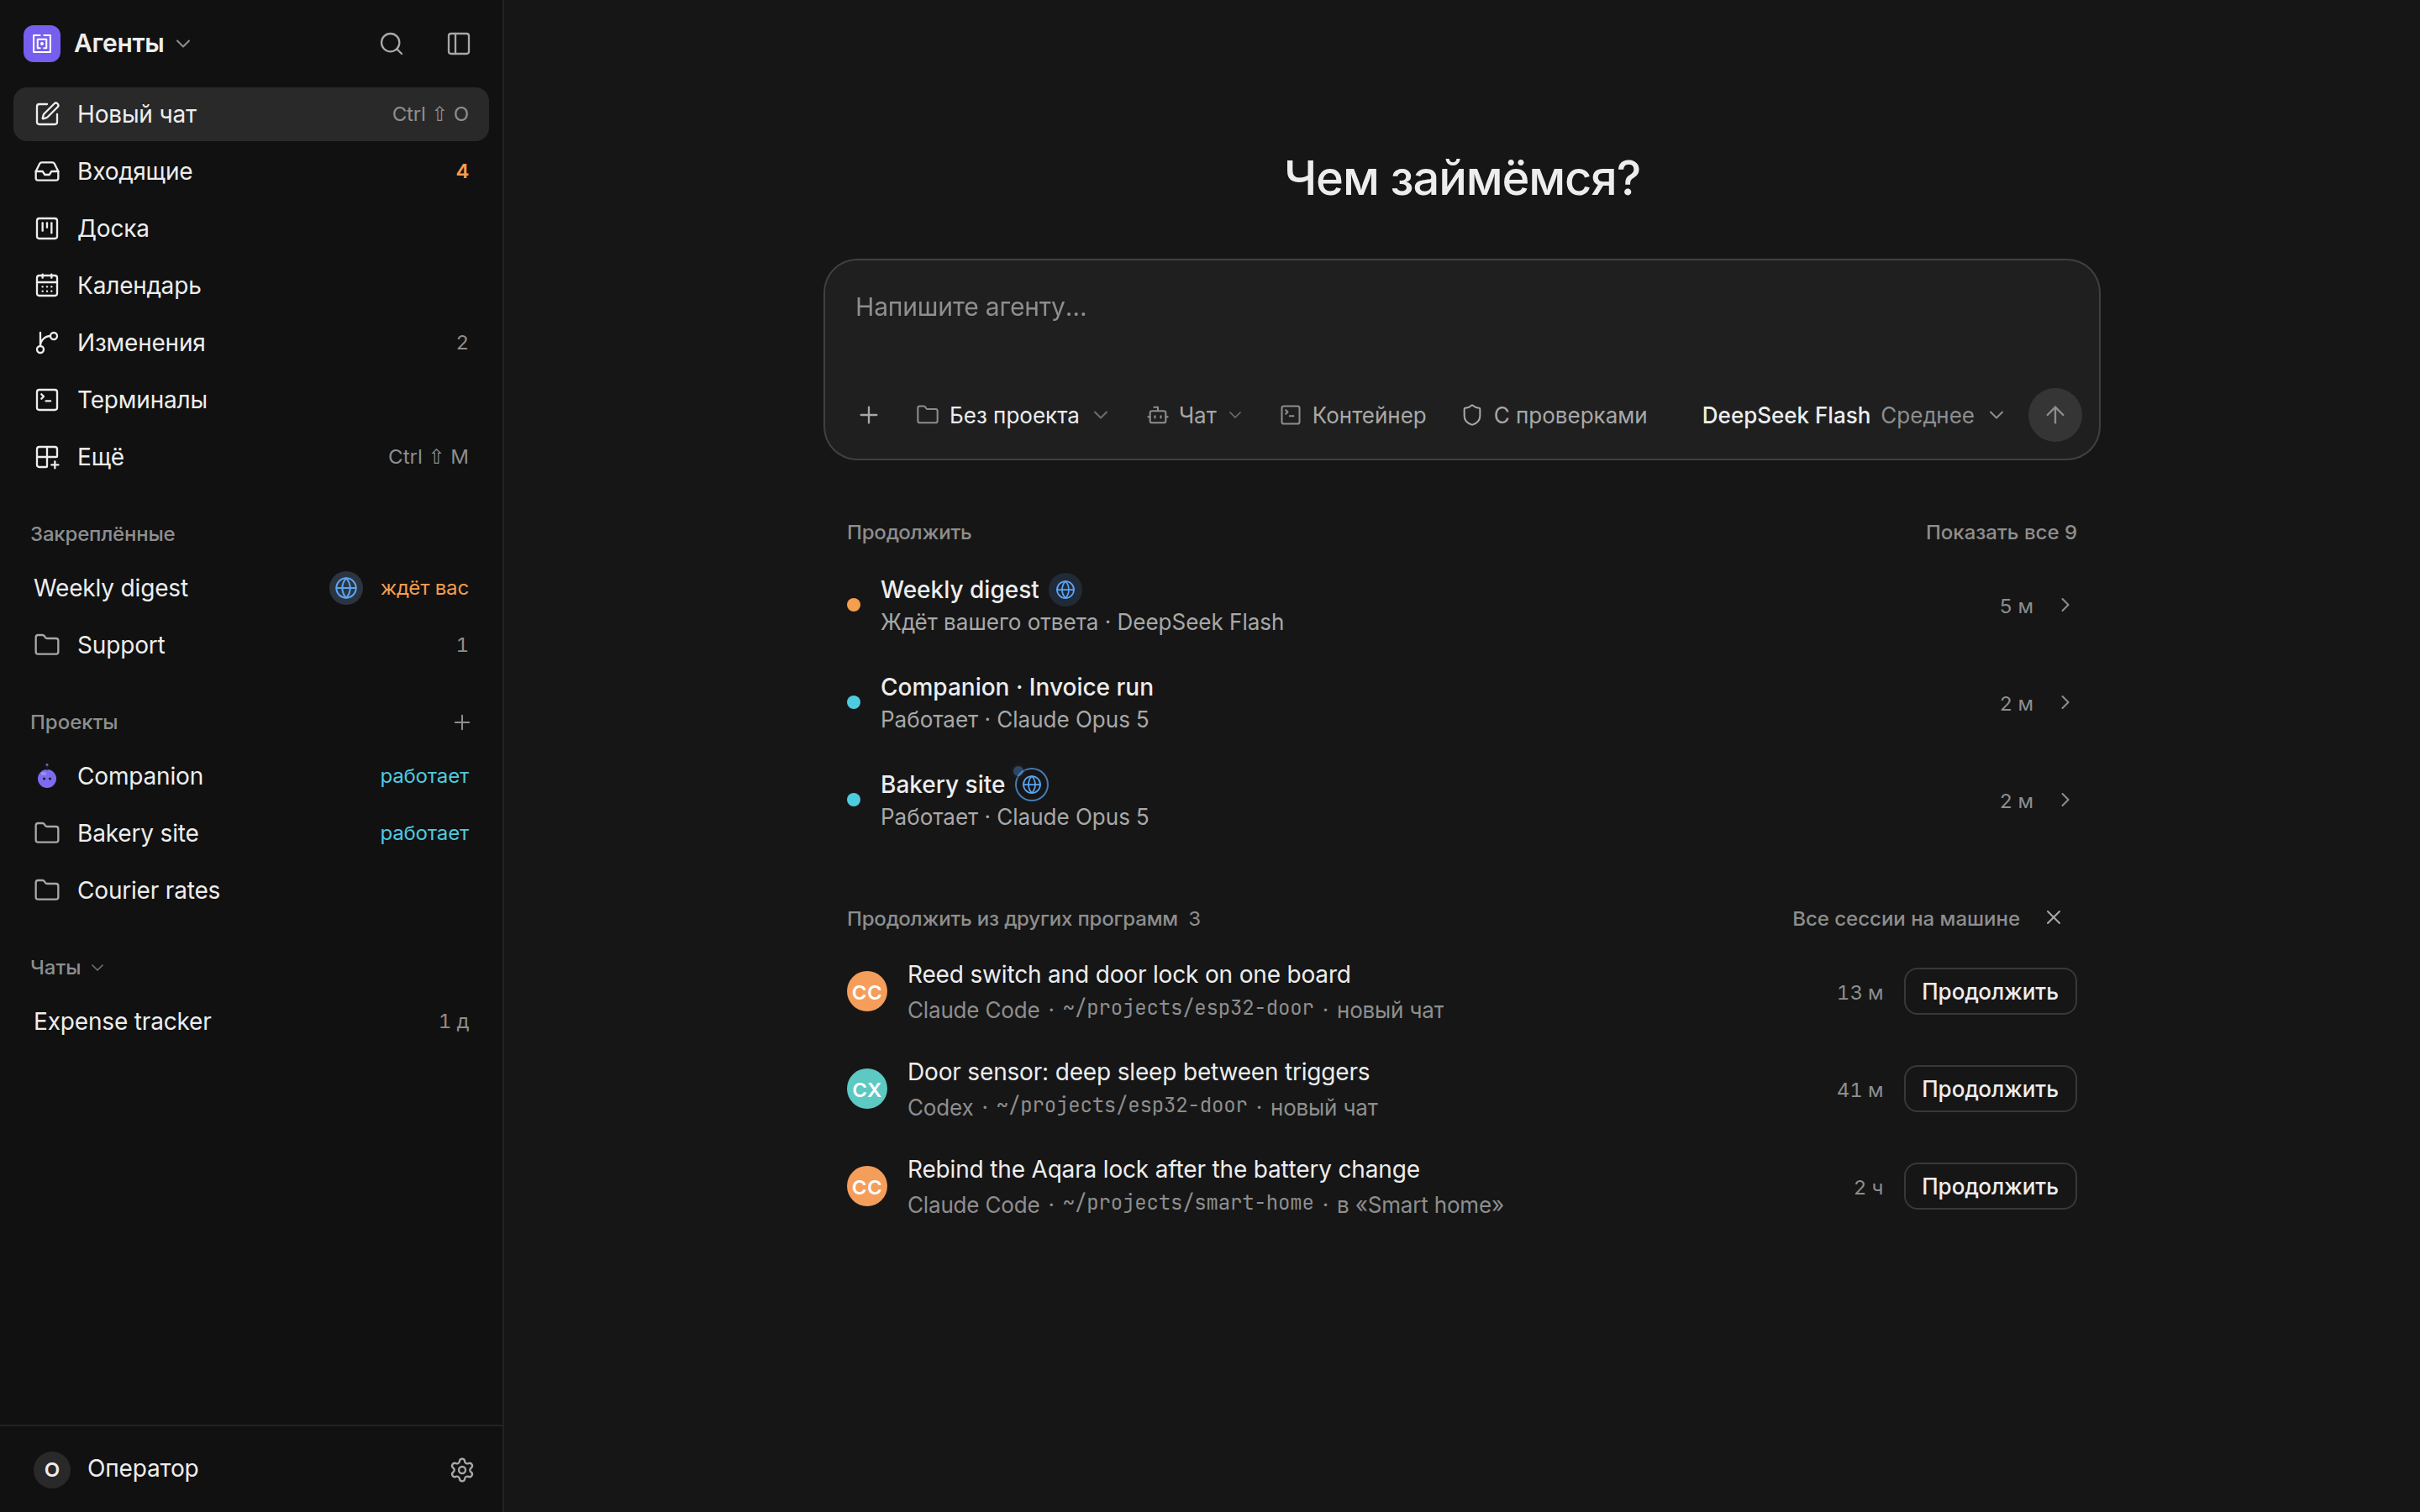 Агенты
Новый чат Ctrl ⇧ O
Входящие 4
Доска
Календарь
Изменения 2
Терминалы
Ещё Ctrl ⇧ M
Закреплённые
Weekly digest ждёт вас
Support 1
Проекты
Companion работает
Bakery site работает
Courier rates
Чаты
Expense tracker 1 д
O Оператор
Чем займёмся?
Напишите агенту...
Без проекта Чат Контейнер С проверками DeepSeek Flash Среднее
Продолжить Показать все 9
Weekly digest
Ждёт вашего ответа · DeepSeek Flash 5 м
Companion · Invoice run
Работает · Claude Opus 5 2 м
Bakery site
Работает · Claude Opus 5 2 м
Продолжить из других программ 3 Все сессии на машине
CC Reed switch and door lock on one board
Claude Code · ~/projects/esp32-door · новый чат 13 м Продолжить
CX Door sensor: deep sleep between triggers
Codex · ~/projects/esp32-door · новый чат 41 м Продолжить
CC Rebind the Aqara lock after the battery change
Claude Code · ~/projects/smart-home · в «Smart home» 2 ч Продолжить